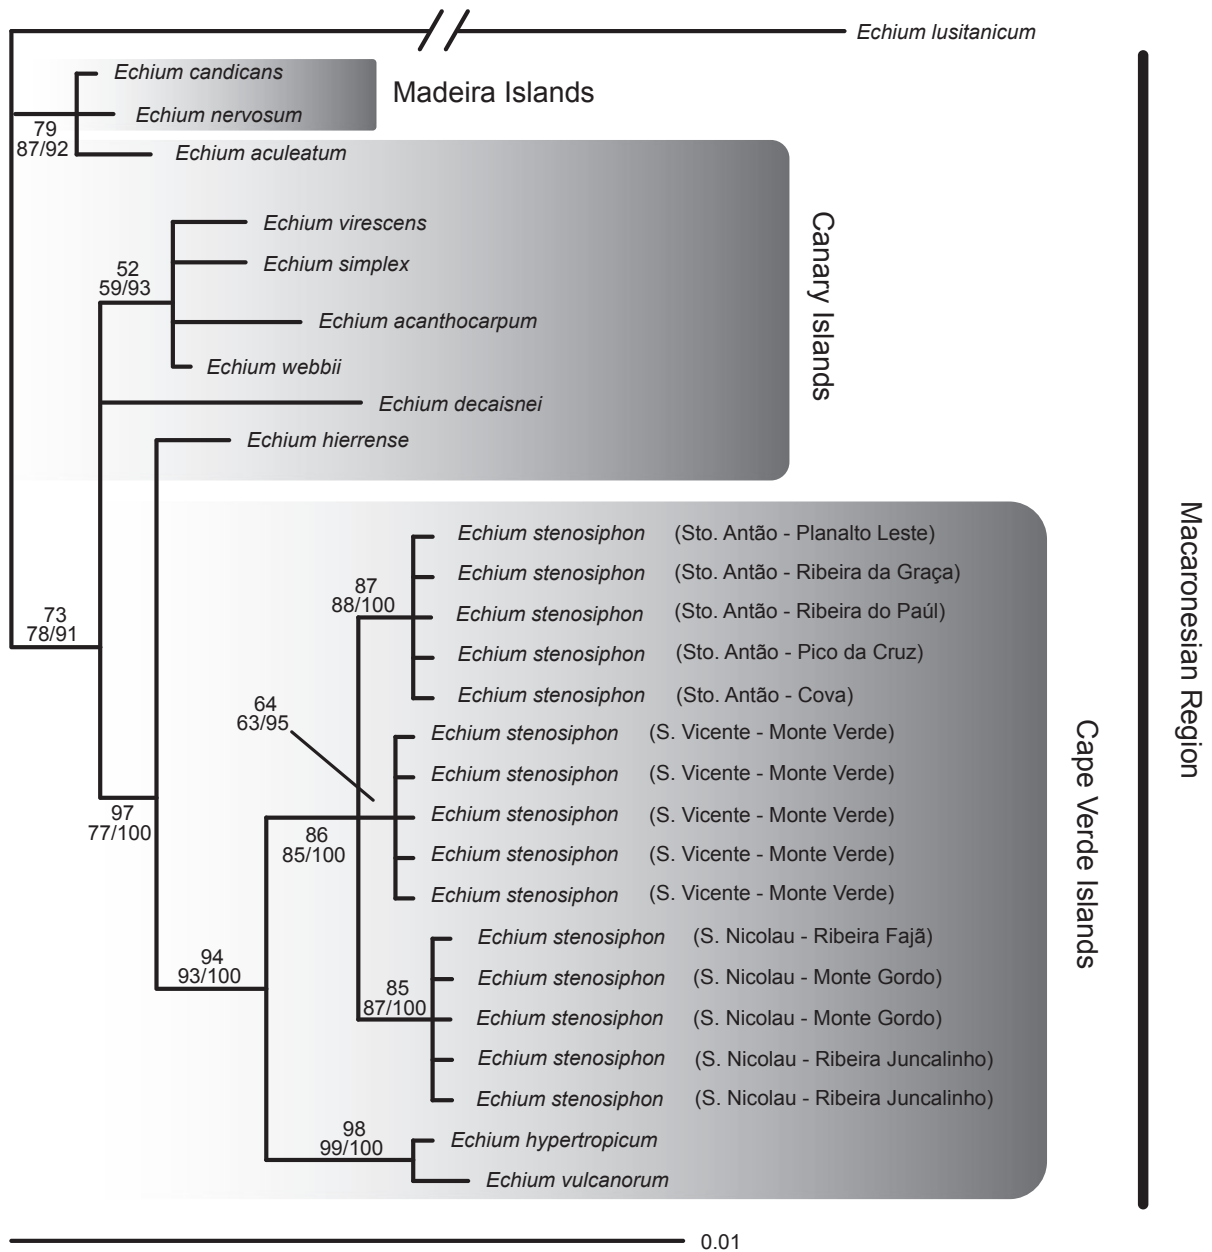 Echium lusitanicum
Echium candicans
Madeira Islands
Echium nervosum
79
87/92
Echium aculeatum
Echium virescens
52
59/93
Echium simplex
Echium acanthocarpum
Echium webbii
Echium decaisnei
Echium hierrense
Canary Islands
Echium stenosiphon (Sto. Antão - Planalto Leste)
Echium stenosiphon (Sto. Antão - Ribeira da Graça)
87
88/100
Echium stenosiphon (Sto. Antão - Ribeira do Paúl)
Echium stenosiphon (Sto. Antão - Pico da Cruz)
Echium stenosiphon (Sto. Antão - Cova)
73
78/91
64
63/95
Echium stenosiphon (S. Vicente - Monte Verde)
Echium stenosiphon (S. Vicente - Monte Verde)
Echium stenosiphon (S. Vicente - Monte Verde)
Echium stenosiphon (S. Vicente - Monte Verde)
Echium stenosiphon (S. Vicente - Monte Verde)
97
77/100
86
85/100
Echium stenosiphon (S. Nicolau - Ribeira Fajã)
Echium stenosiphon (S. Nicolau - Monte Gordo)
Echium stenosiphon (S. Nicolau - Monte Gordo)
Echium stenosiphon (S. Nicolau - Ribeira Juncalinho)
Echium stenosiphon (S. Nicolau - Ribeira Juncalinho)
94
93/100
85
87/100
98
99/100
Echium hypertropicum
Echium vulcanorum
Cape Verde Islands
Macaronesian Region
0.01